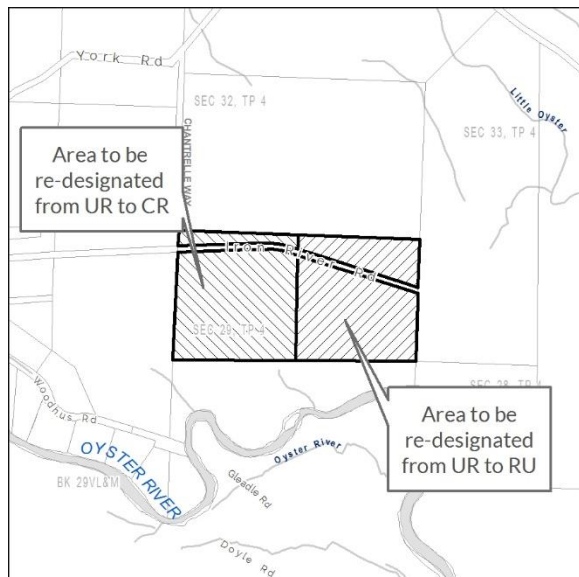 York Rd
SEC 32, TP 4
Little Oyster
SEC 33, TP 4
CHANTRELLE WAY
Area to be
re-designated
from UR to CR
Iron River Rd
SEC 29, TP 4
SEC 28, TP 4
Area to be
re-designated
from UR to RU
Woodhus Rd
OYSTER RIVER
Oyster River
Gleedle Rd
BK 29VL&M
Doyle Rd